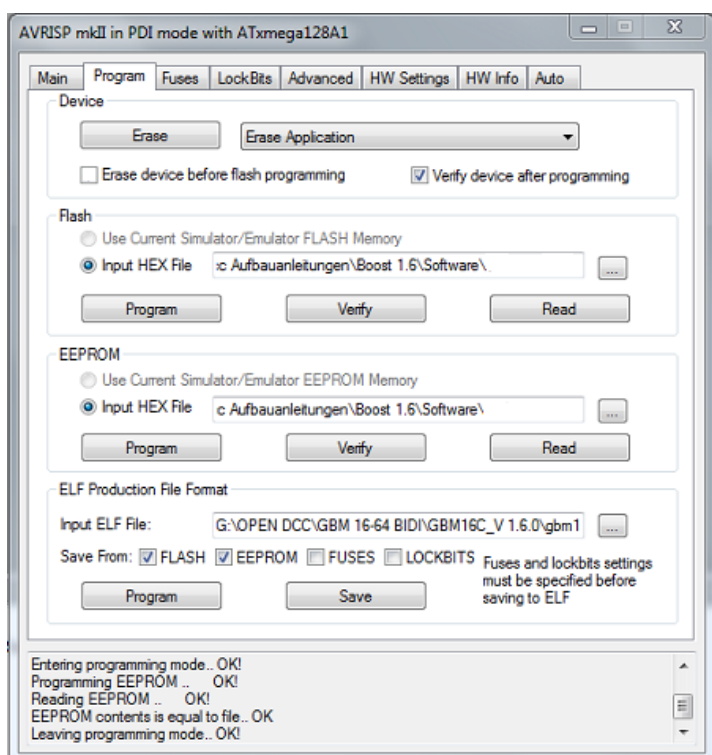 AVRISP mkII in PDI mode with ATxmega128A1
Main Program Fuses LockBits Advanced HW Settings HW Info Auto
Device
Erase Erase Application
Erase device before flash programming Verify device after programming
Flash
Use Current Simulator/Emulator FLASH Memory
Input HEX File :c Aufbauanleitungen\Boost 1.6\Software\ ...
Program Verify Read
EEPROM
Use Current Simulator/Emulator EEPROM Memory
Input HEX File c Aufbauanleitungen\Boost 1.6\Software\ ...
Program Verify Read
ELF Production File Format
Input ELF File: G:\OPEN DCC\GBM 16-64 BIDI\GBM16C_V 1.6.0\gbm1 ...
Save From: FLASH EEPROM FUSES LOCKBITS Fuses and lockbits settings
must be specified before
Program Save saving to ELF
Entering programming mode.. OK!
Programming EEPROM .. OK!
Reading EEPROM .. OK!
EEPROM contents is equal to file.. OK
Leaving programming mode.. OK!